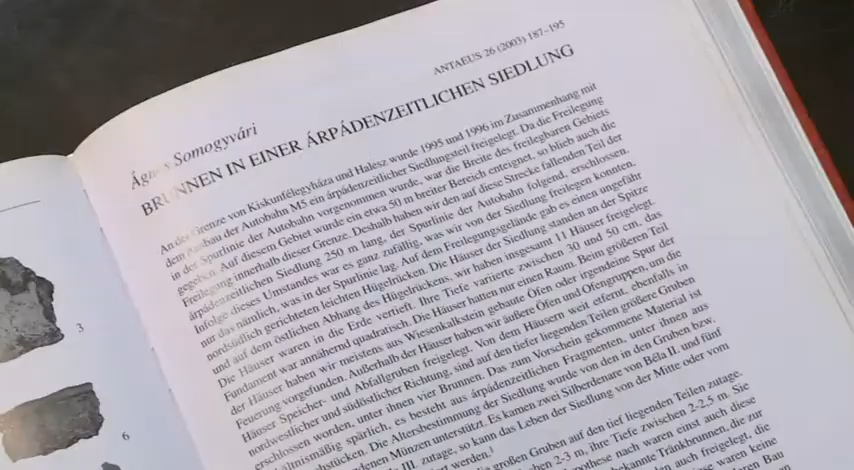 ANTAEUS 26 (2003) 187–195
Ágnes Somogyvári
BRUNNEN IN EINER ÁRPÁDENZEITLICHEN SIEDLUNG
An der Grenze von Kiskunfélegyháza und Halesz wurde 1995 und 1996 im Zusammenhang mit
dem Ausbau der Autobahn M5 ein árpádenzeitlicher Siedlungsteil freigelegt. Da die Freilegung
in der Spurlinie der Autobahn vorgenommen wurde, war die Breite des freilegbaren Gebiets
gegeben. Auf diesem Gebiet wurde ein etwa 50 m breiter Bereich enteignet, so blieb auch die
Freilegung innerhalb dieser Grenze. Deshalb haben wir den auf diese Strecke fallenden Teil der
árpádenzeitlichen Siedlung 250 m lang, der Spurlinie der Autobahn folgend, erschlossen.
Infolge dieses Umstandes war es ganz zufällig, was wir von der Siedlung freilegen konnten,
nur das nämlich, was in der Spurlinie lag. Auf dem Freilegungsgelände gab es einen ungefähr
nordsüdlich gerichteten leichten Hügelrücken. Die Häuser der Siedlung standen an der Spitze
und auf dem östlichen Abhang des Hügelrückens, wir haben insgesamt 11 Häuser freigelegt.
Die Häuser waren in die Erde vertieft. Ihre Tiefe variierte zwischen 30 und 50 cm, das
Fundament war annähernd quadratisch. Die Häuser hatten nur einen Raum. Beim größeren Teil
der Häuser haben wir meistens aus Wiesenkalkstein gebaute Öfen oder irgendeine Spur der
Feuerung vorgefunden. Außerhalb der Häuser haben wir äußere Öfen und Ofengruppen, um die
Häuser Speicher- und Abfallgruben freigelegt. Von dem Häusern weit etfernt, ebenfalls in
nordwestlicher und südöstlicher Richtung, sind auf den tiefer liegenden Teilen größere Gruben
erschlossen worden, unter ihnen vier Brunnen. Das zum Vorschein gekommene Material ist
mäßig spärlich, es besteht aus árpádenzeitlichen Fragmenten, unter ihnen aus
stücken. Die Altersbestimmung der Siedlung wurde von den in den Gruben bzw.
Münzen unterstützt. Es kamen zwei Silberdenare von Béla II. und fünf
III. zutage, so kann das Leben der Siedlung von der Mitte oder vom
werden.¹
großen Gruben auf den tief liegenden Teilen zutage.
2-3 m, ihre Tiefe zwischen 2-2,5 m. Sie
nach waren einst auch diese
Tränkbrunnen, die zur
freigelegt, die
waren keine
Bau
3
6